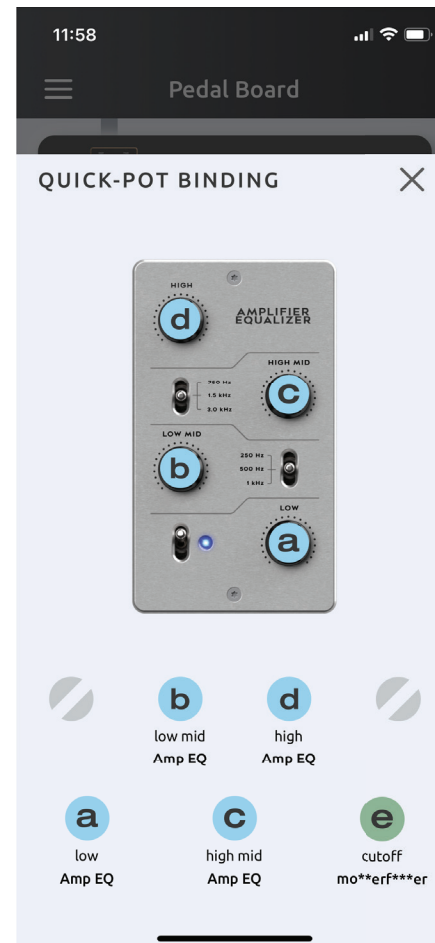 11:58
Pedal Board
QUICK-POT BINDING
HIGH
d
AMPLIFIER
EQUALIZER
HIGH MID
c
750 Hz
1.5 kHz
3.0 kHz
LOW MID
b
250 Hz
500 Hz
1 kHz
LOW
a
b
d
low mid
high
Amp EQ
Amp EQ
a
c
e
low
high mid
cutoff
Amp EQ
Amp EQ
mo**erf***er